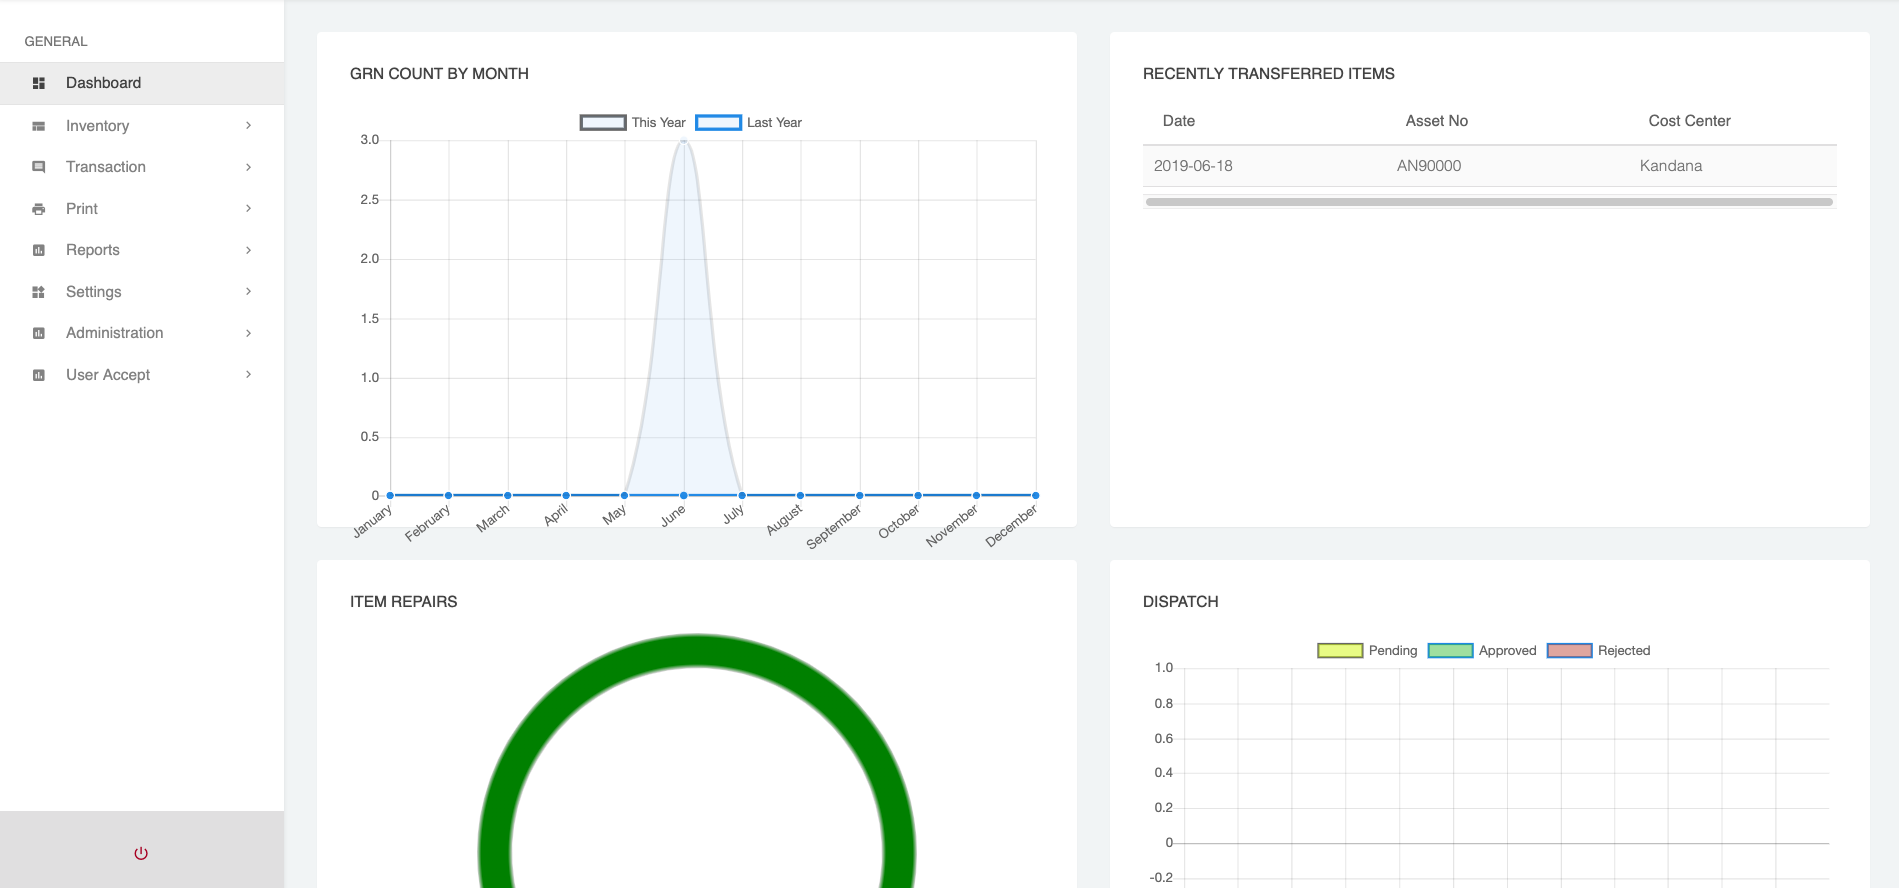 GENERAL
Dashboard
Inventory
Transaction
Print
Reports
Settings
Administration
User Accept
GRN COUNT BY MONTH
This Year Last Year
3.0
2.5
2.0
1.5
1.0
0.5
0
January February March April May June July August September October November December
RECENTLY TRANSFERRED ITEMS
Date Asset No Cost Center
2019-06-18 AN90000 Kandana
ITEM REPAIRS
DISPATCH
Pending Approved Rejected
1.0
0.8
0.6
0.4
0.2
0
-0.2